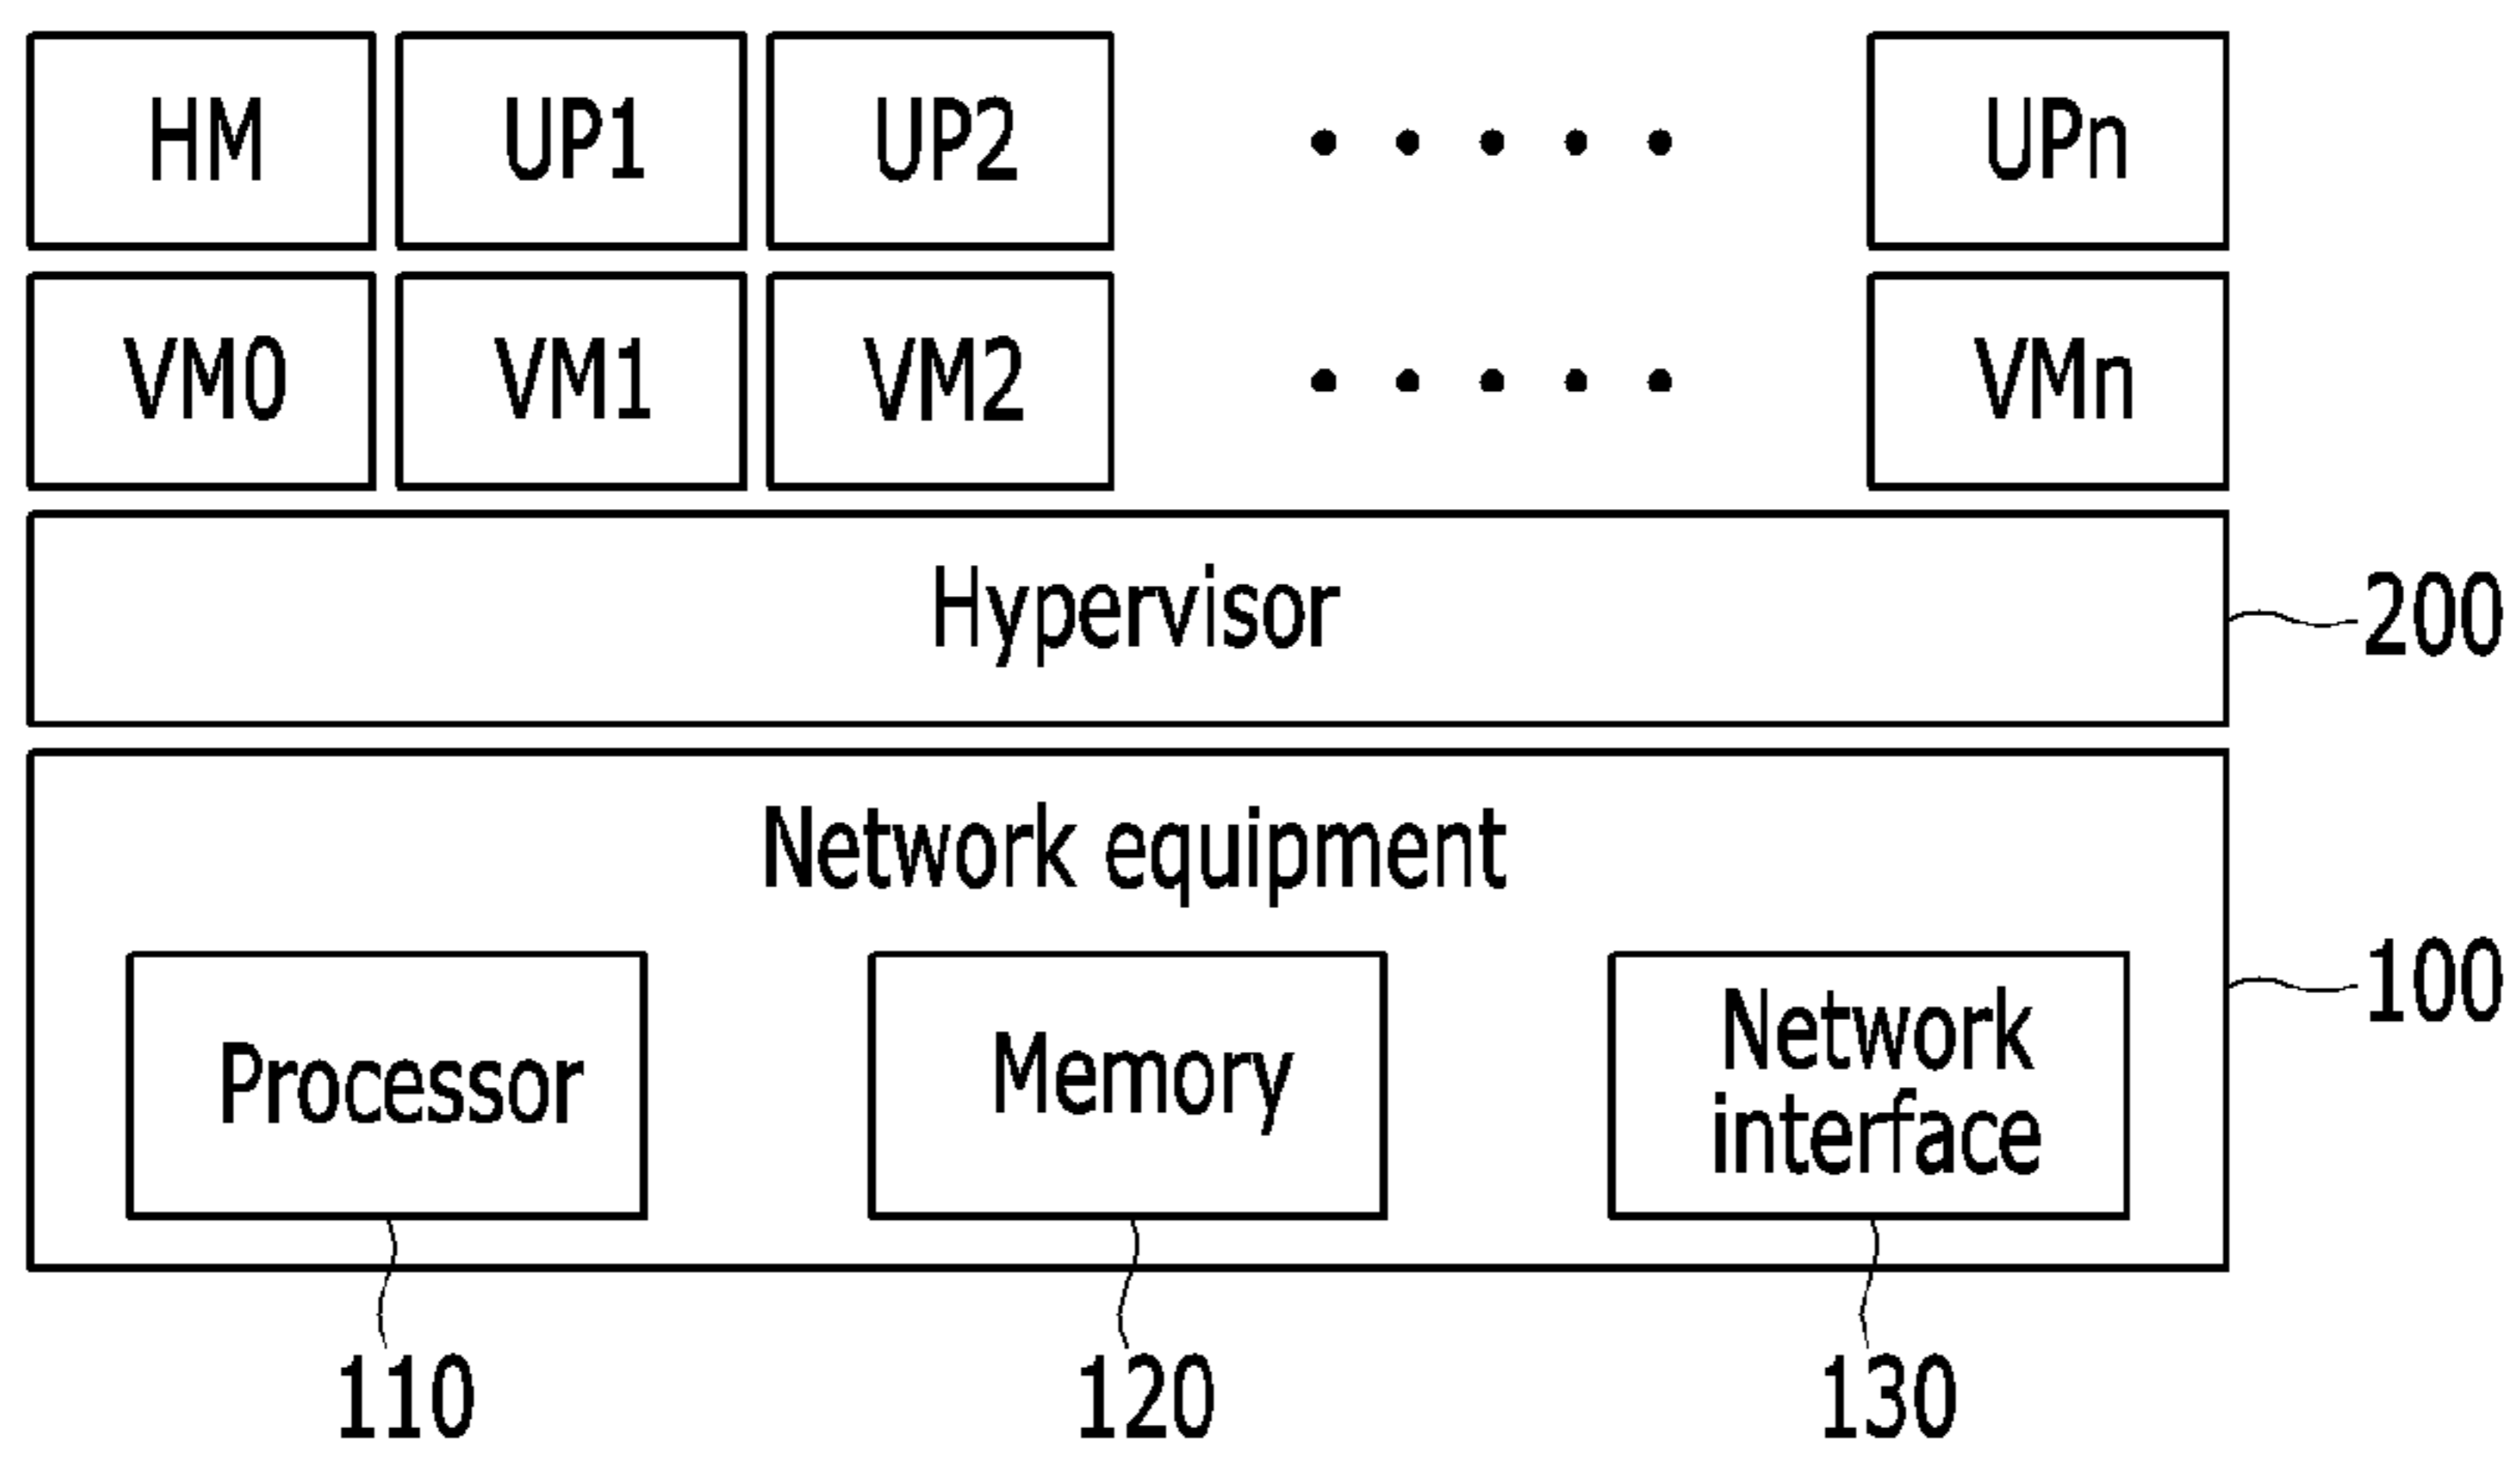 HM UP1 UP2 ..... UPn
VM0 VM1 VM2 ..... VMn
Hypervisor
200
Network equipment
100
Processor
Memory
Network
interface
110
120
130